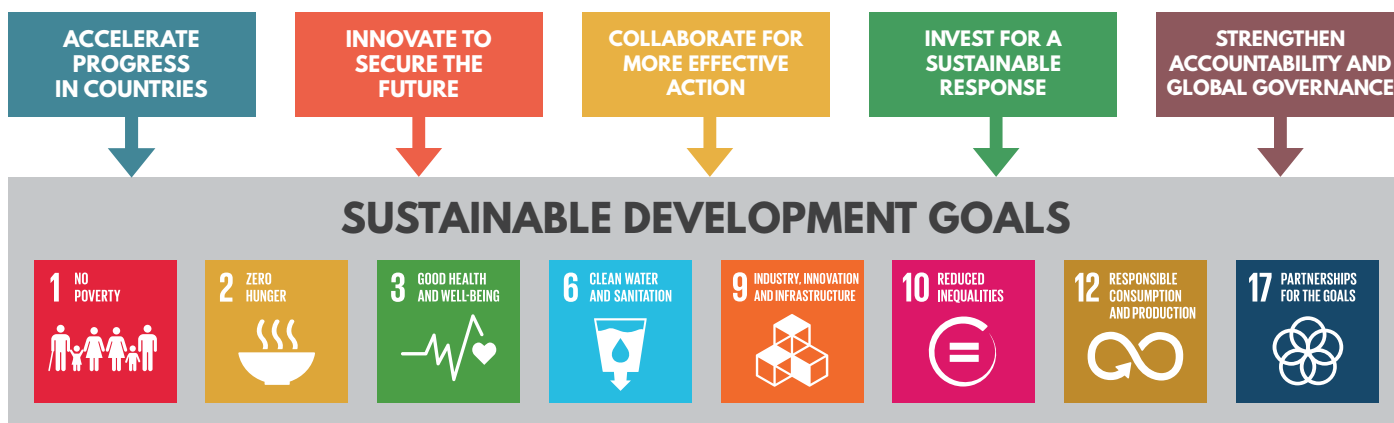 ACCELERATE
PROGRESS
IN COUNTRIES
INNOVATE TO
SECURE THE
FUTURE
COLLABORATE FOR
MORE EFFECTIVE
ACTION
INVEST FOR A
SUSTAINABLE
RESPONSE
STRENGTHEN
ACCOUNTABILITY AND
GLOBAL GOVERNANCE
SUSTAINABLE DEVELOPMENT GOALS
1 NO
POVERTY
2 ZERO
HUNGER
3 GOOD HEALTH
AND WELL-BEING
6 CLEAN WATER
AND SANITATION
9 INDUSTRY, INNOVATION
AND INFRASTRUCTURE
10 REDUCED
INEQUALITIES
12 RESPONSIBLE
CONSUMPTION
AND PRODUCTION
17 PARTNERSHIPS
FOR THE GOALS